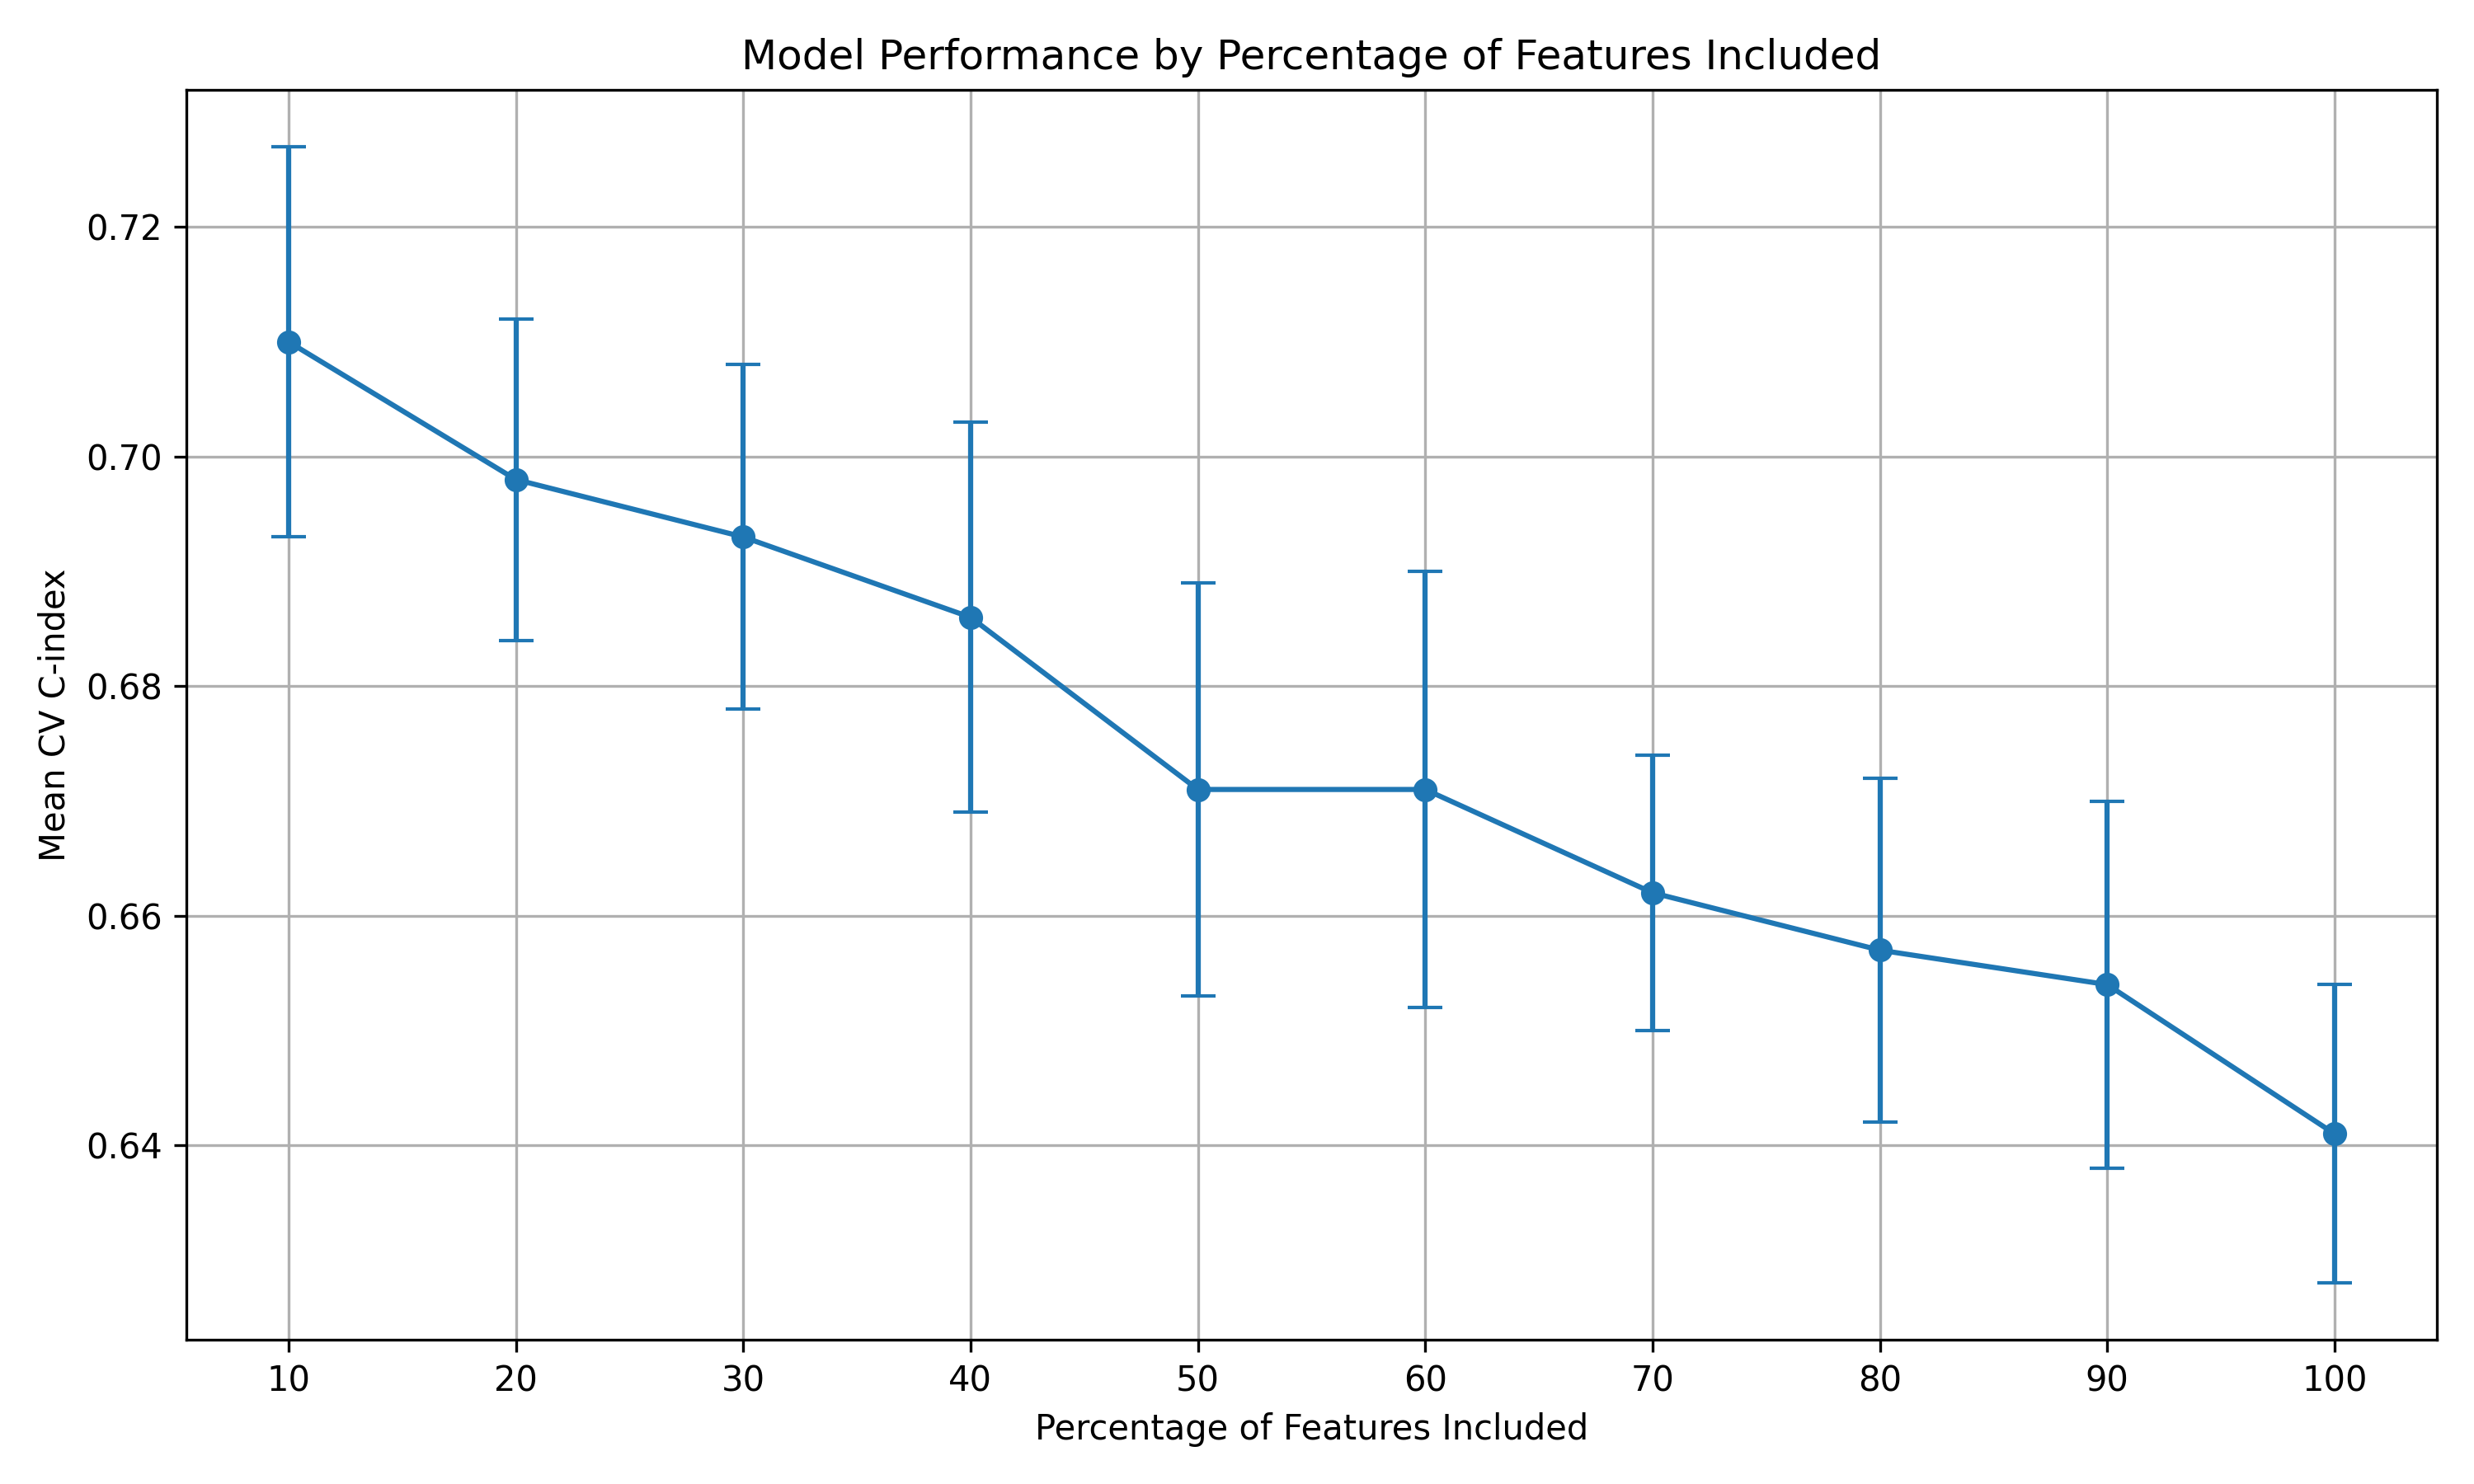 Model Performance by Percentage of Features Included
Mean CV C-index
0.72
0.70
0.68
0.66
0.64
10 20 30 40 50 60 70 80 90 100
Percentage of Features Included